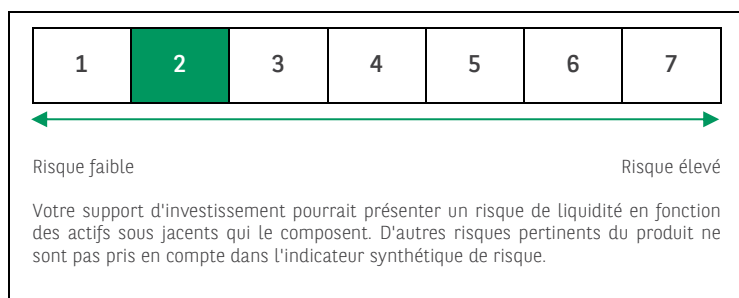 1 2 3 4 5 6 7
Risque faible Risque élevé
Votre support d'investissement pourrait présenter un risque de liquidité en fonction
des actifs sous jacents qui le composent. D'autres risques pertinents du produit ne
sont pas pris en compte dans l'indicateur synthétique de risque.